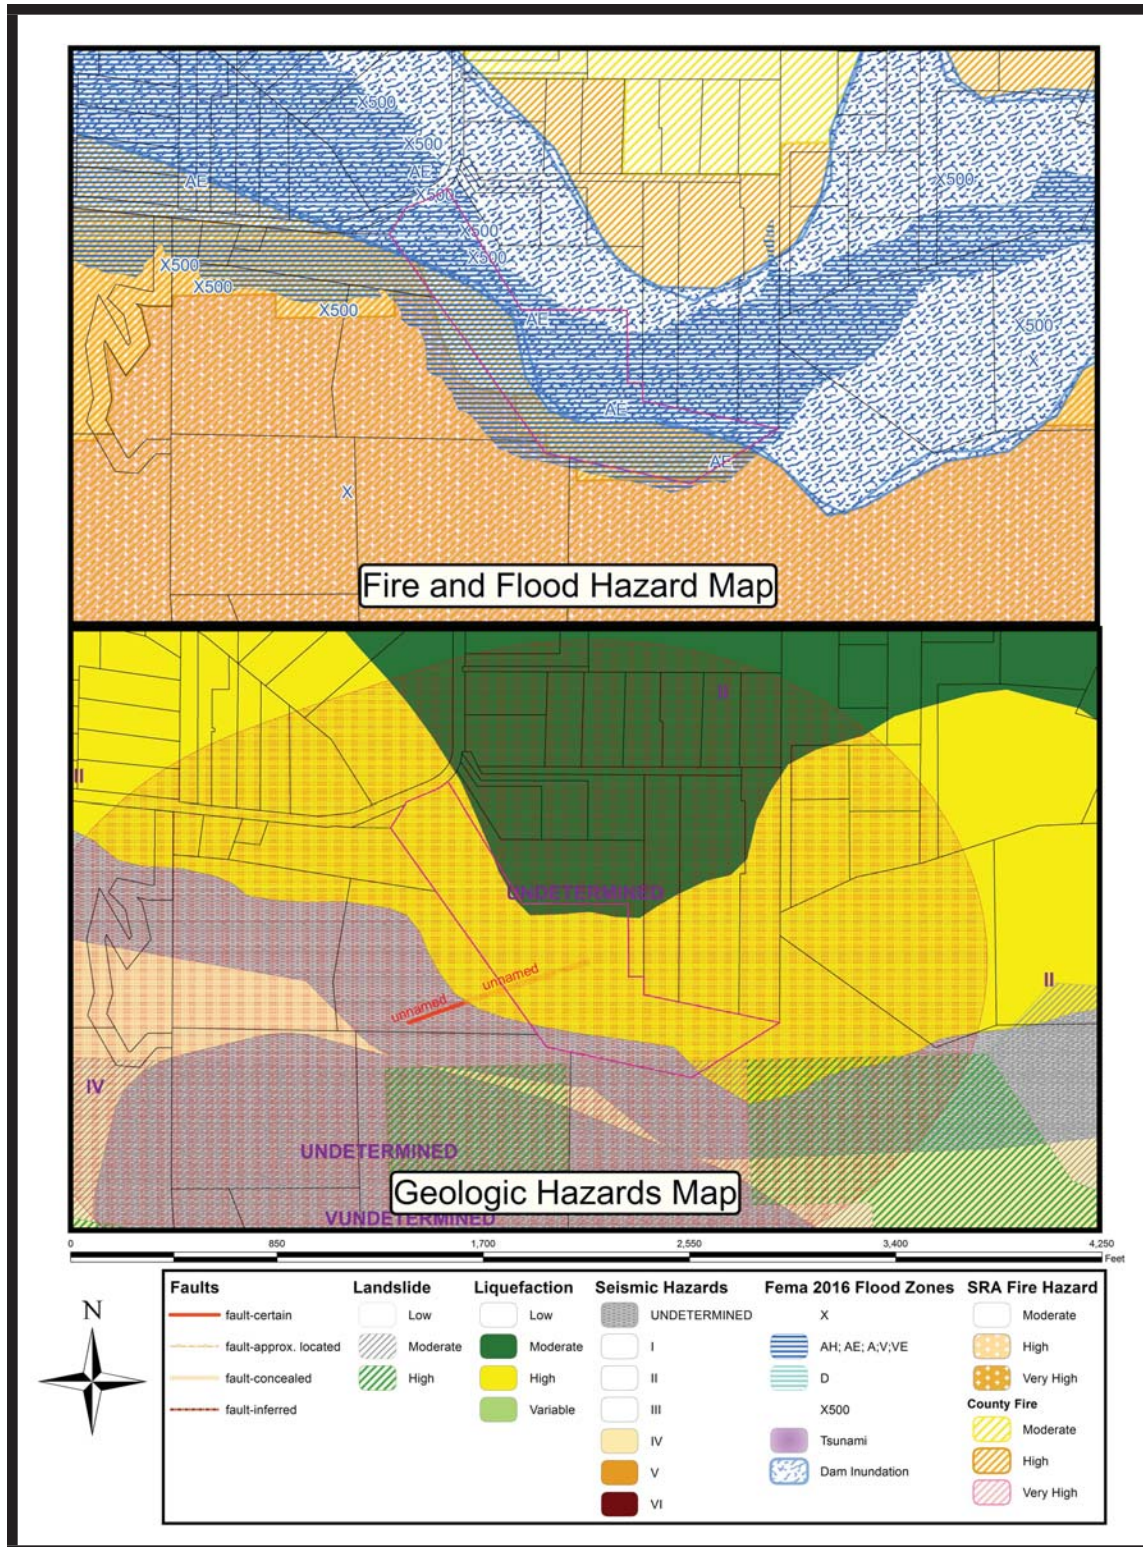 X500
X500
AE
AE
X500
X500
X500
X500
X500
X500
X500
AE
X500
X
AE
AE
X
Fire and Flood Hazard Map
II
II
UNDETERMINED
unnamed
unnamed
II
IV
UNDETERMINED
Geologic Hazards Map
VUNDETERMINED
0 850 1,700 2,550 3,400 4,250
Feet
N
Faults
fault-certain
fault-approx. located
fault-concealed
fault-inferred
Landslide
Low
Moderate
High
Liquefaction
Low
Moderate
High
Variable
Seismic Hazards
UNDETERMINED
I
II
III
IV
V
VI
Fema 2016 Flood Zones
X
AH; AE; A;V;VE
D
X500
Tsunami
Dam Inundation
SRA Fire Hazard
Moderate
High
Very High
County Fire
Moderate
High
Very High